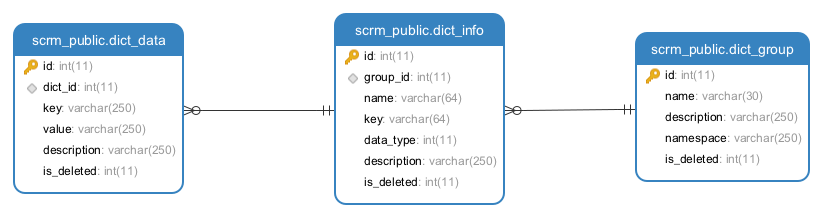 scrm_public.dict_data
id: int(11)
dict_id: int(11)
key: varchar(250)
value: varchar(250)
description: varchar(250)
is_deleted: int(11)
scrm_public.dict_info
id: int(11)
group_id: int(11)
name: varchar(64)
key: varchar(64)
data_type: int(11)
description: varchar(250)
is_deleted: int(11)
scrm_public.dict_group
id: int(11)
name: varchar(30)
description: varchar(250)
namespace: varchar(250)
is_deleted: int(11)